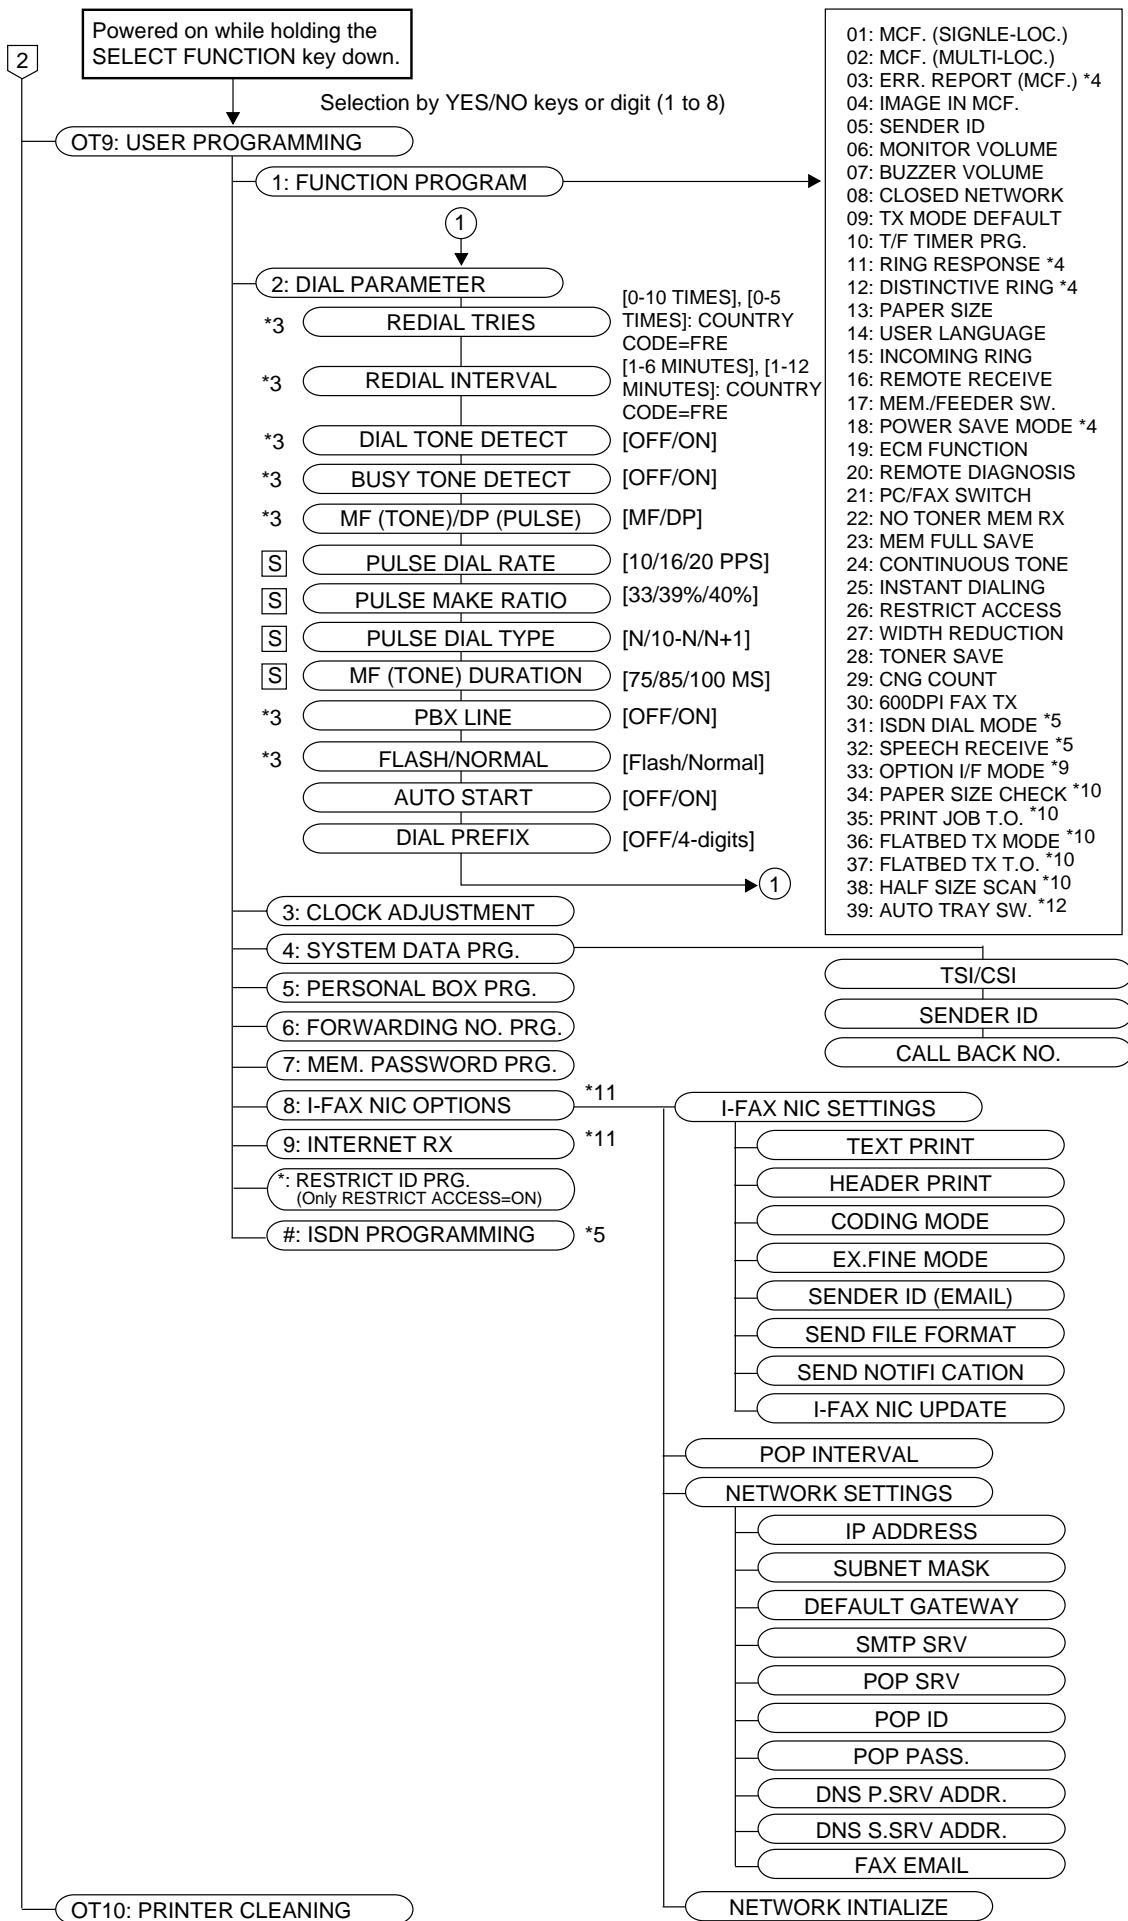 Powered on while holding the
SELECT FUNCTION key down.
2
Selection by YES/NO keys or digit (1 to 8)
OT9: USER PROGRAMMING
1: FUNCTION PROGRAM
01: MCF. (SIGNLE-LOC.)
02: MCF. (MULTI-LOC.)
03: ERR. REPORT (MCF.) *4
04: IMAGE IN MCF.
05: SENDER ID
06: MONITOR VOLUME
07: BUZZER VOLUME
08: CLOSED NETWORK
09: TX MODE DEFAULT
10: T/F TIMER PRG.
11: RING RESPONSE *4
12: DISTINCTIVE RING *4
13: PAPER SIZE
14: USER LANGUAGE
15: INCOMING RING
16: REMOTE RECEIVE
17: MEM./FEEDER SW.
18: POWER SAVE MODE *4
19: ECM FUNCTION
20: REMOTE DIAGNOSIS
21: PC/FAX SWITCH
22: NO TONER MEM RX
23: MEM FULL SAVE
24: CONTINUOUS TONE
25: INSTANT DIALING
26: RESTRICT ACCESS
27: WIDTH REDUCTION
28: TONER SAVE
29: CNG COUNT
30: 600DPI FAX TX
31: ISDN DIAL MODE *5
32: SPEECH RECEIVE *5
33: OPTION I/F MODE *9
34: PAPER SIZE CHECK *10
35: PRINT JOB T.O. *10
36: FLATBED TX MODE *10
37: FLATBED TX T.O. *10
38: HALF SIZE SCAN *10
39: AUTO TRAY SW. *12
1
2: DIAL PARAMETER
*3 REDIAL TRIES [0-10 TIMES], [0-5
TIMES]: COUNTRY
CODE=FRE
*3 REDIAL INTERVAL [1-6 MINUTES], [1-12
MINUTES]: COUNTRY
CODE=FRE
*3 DIAL TONE DETECT [OFF/ON]
*3 BUSY TONE DETECT [OFF/ON]
*3 MF (TONE)/DP (PULSE) [MF/DP]
S PULSE DIAL RATE [10/16/20 PPS]
S PULSE MAKE RATIO [33/39%/40%]
S PULSE DIAL TYPE [N/10-N/N+1]
S MF (TONE) DURATION [75/85/100 MS]
*3 PBX LINE [OFF/ON]
*3 FLASH/NORMAL [Flash/Normal]
AUTO START [OFF/ON]
DIAL PREFIX [OFF/4-digits]
1
3: CLOCK ADJUSTMENT
4: SYSTEM DATA PRG.
TSI/CSI
SENDER ID
CALL BACK NO.
5: PERSONAL BOX PRG.
6: FORWARDING NO. PRG.
7: MEM. PASSWORD PRG.
8: I-FAX NIC OPTIONS *11
9: INTERNET RX *11
*: RESTRICT ID PRG.
(Only RESTRICT ACCESS=ON)
#: ISDN PROGRAMMING *5
I-FAX NIC SETTINGS
TEXT PRINT
HEADER PRINT
CODING MODE
EX.FINE MODE
SENDER ID (EMAIL)
SEND FILE FORMAT
SEND NOTIFI CATION
I-FAX NIC UPDATE
POP INTERVAL
NETWORK SETTINGS
IP ADDRESS
SUBNET MASK
DEFAULT GATEWAY
SMTP SRV
POP SRV
POP ID
POP PASS.
DNS P.SRV ADDR.
DNS S.SRV ADDR.
FAX EMAIL
NETWORK INTIALIZE
OT10: PRINTER CLEANING